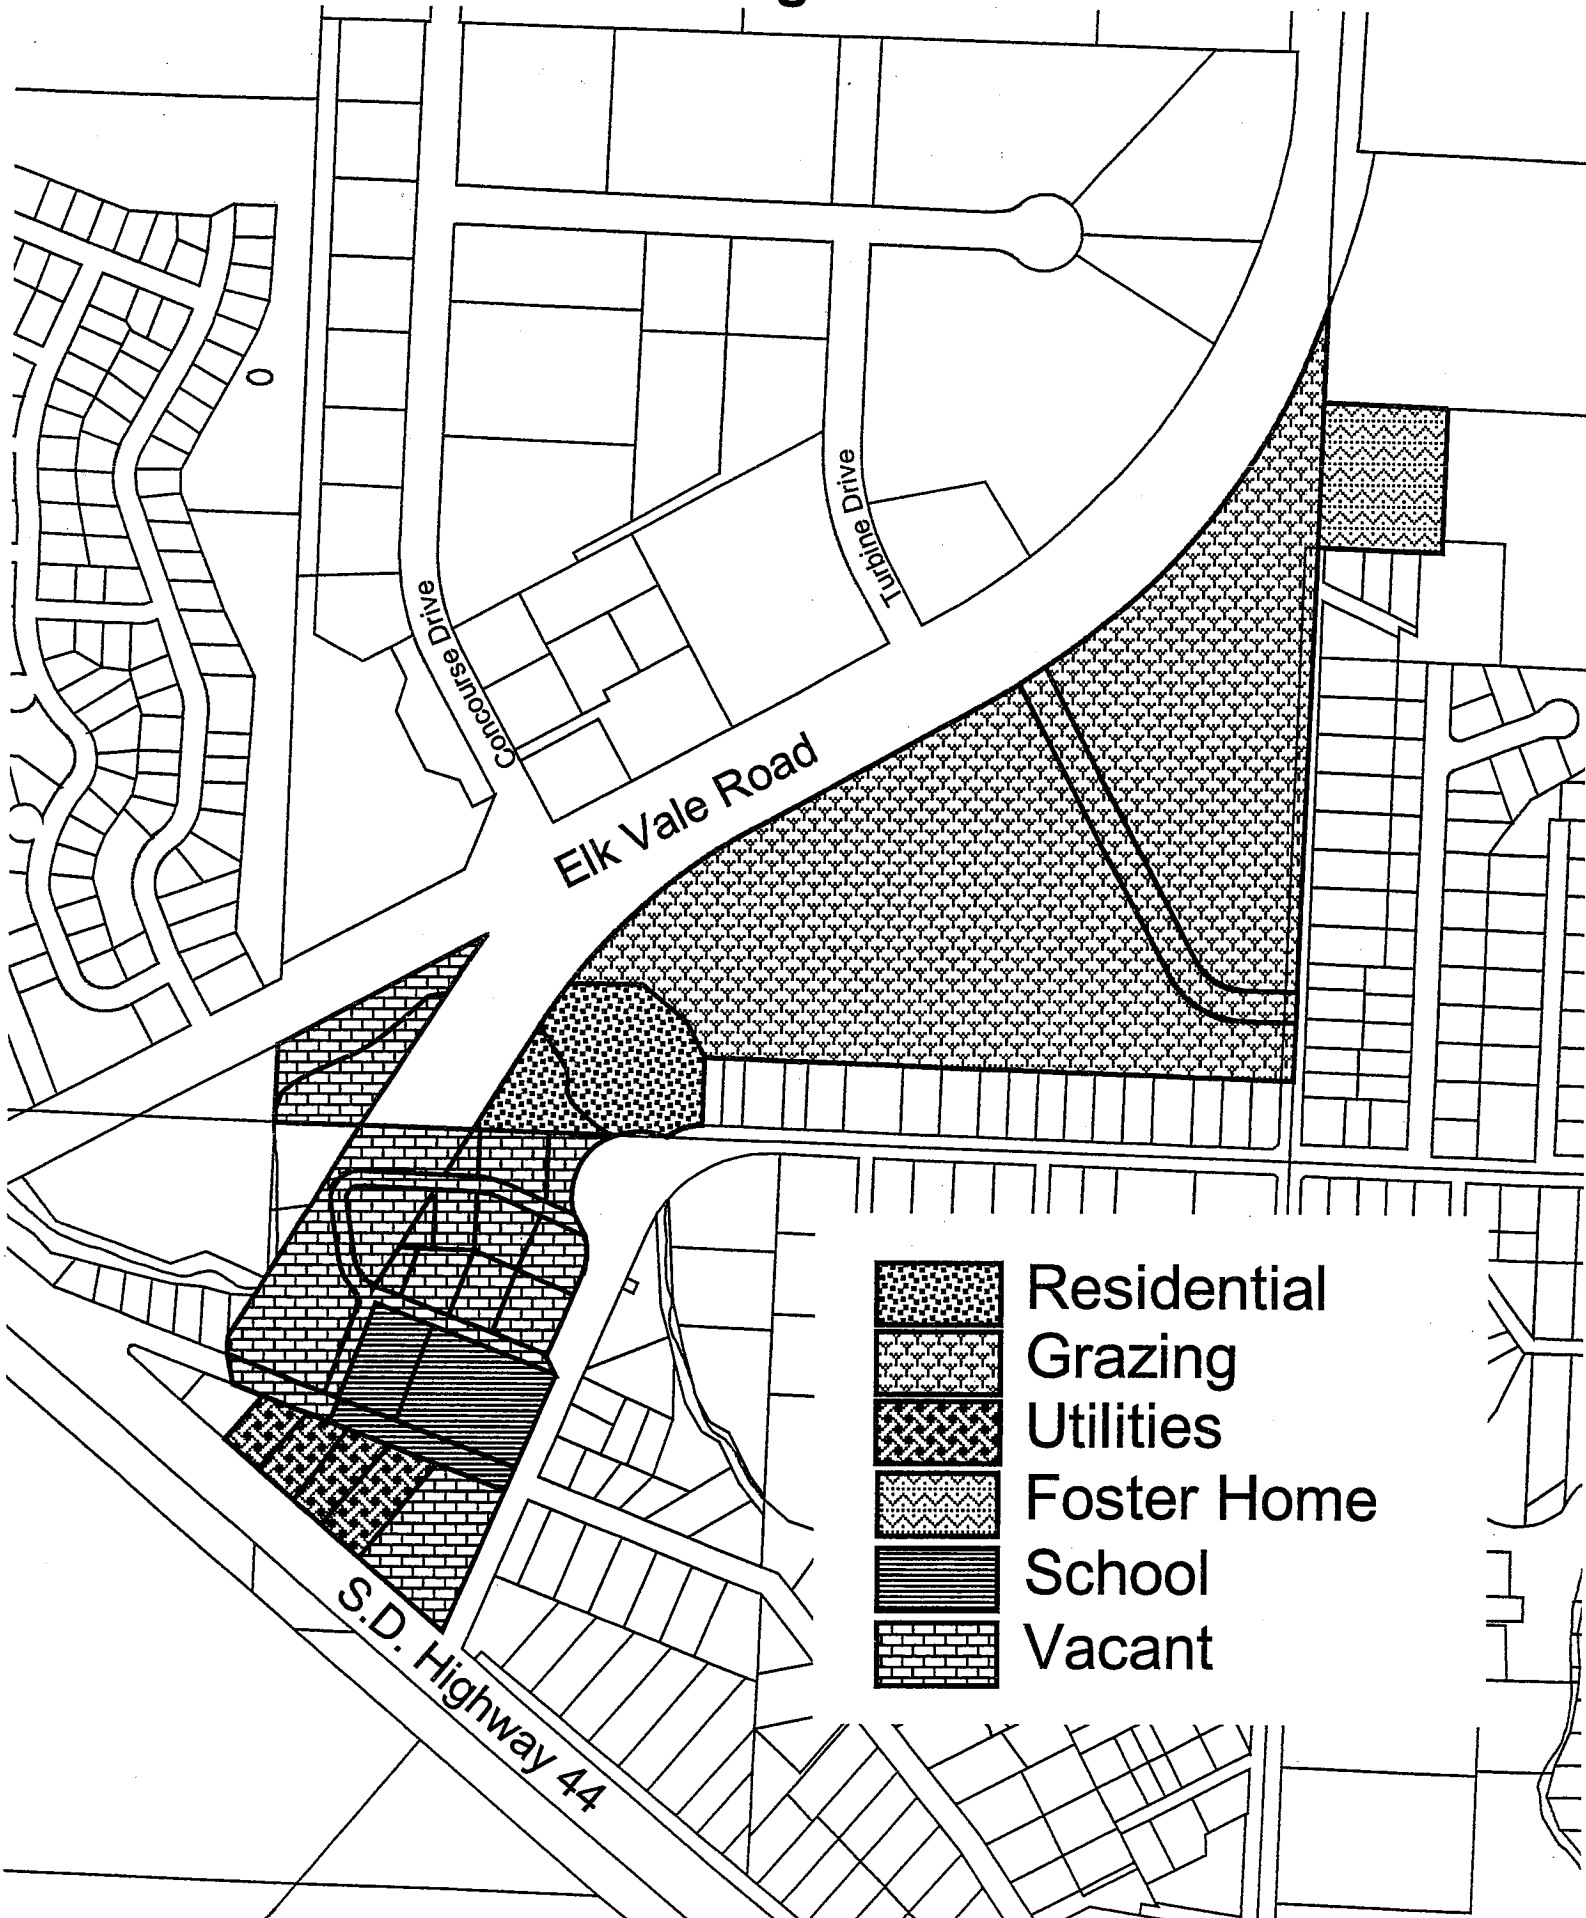 Turbine Drive
Concourse Drive
Elk Vale Road
Residential
Grazing
Utilities
Foster Home
School
Vacant
S.D. Highway 44